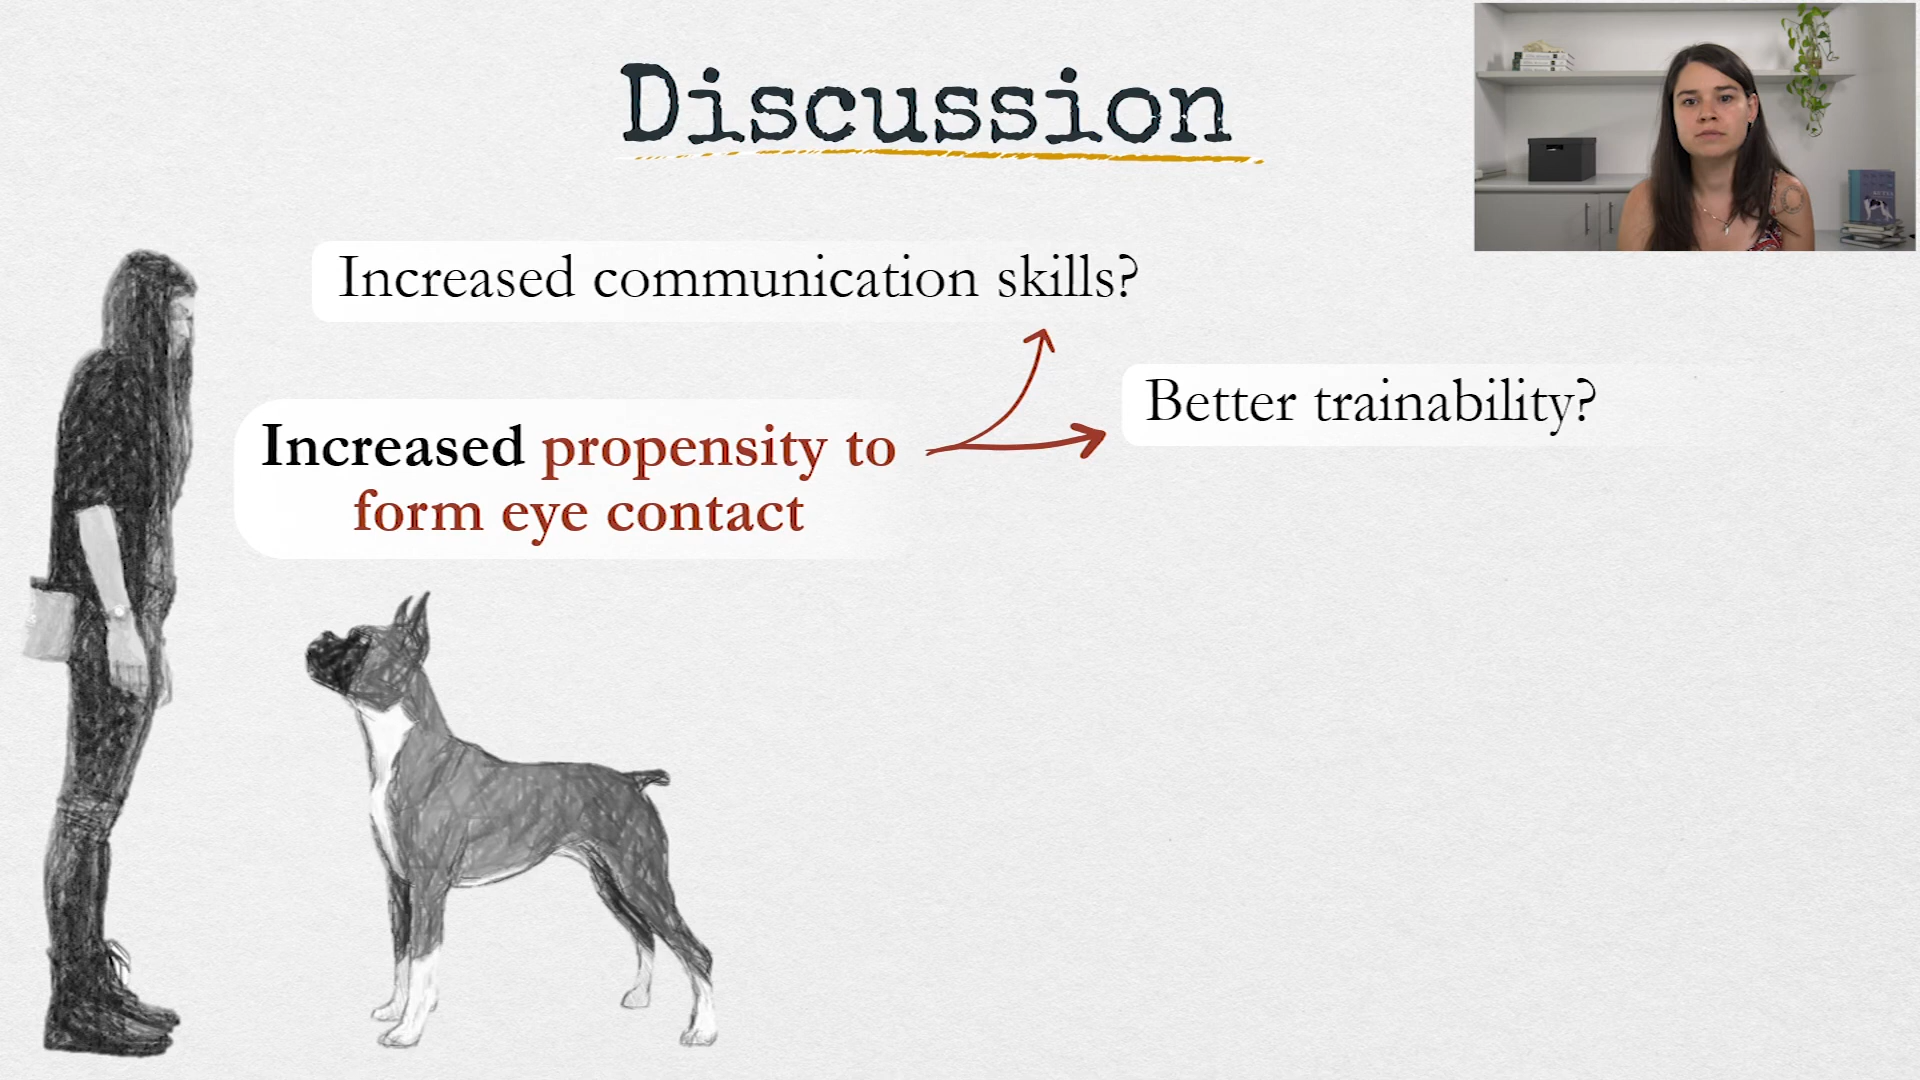 Discussion
Increased communication skills?
Better trainability?
Increased propensity to
form eye contact